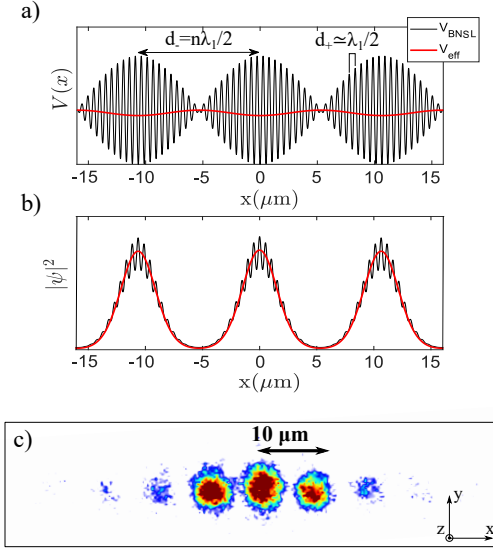 a)
d₋=nλ₁/2
d₊≃λ₁/2
V_BNSL
V_eff
V(x)
-15 -10 -5 0 5 10 15
x(μm)
b)
|ψ|²
-15 -10 -5 0 5 10 15
x(μm)
c)
10 μm
y
z x